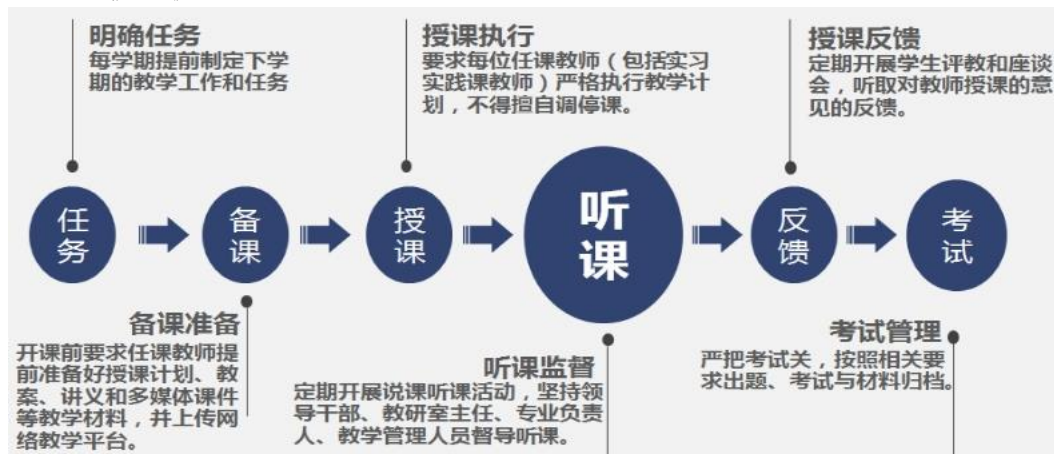 明确任务
每学期提前制定下学
期的教学工作和任务
授课执行
要求每位任课教师（包括实习
实践课教师）严格执行教学计
划，不得擅自调停课。
授课反馈
定期开展学生评教和座谈
会，听取对教师授课的意
见的反馈。
任务
备课
授课
听课
反馈
考试
备课准备
开课前要求任课教师提
前准备好授课计划、教
案、讲义和多媒体课件
等教学材料，并上传网
络教学平台。
听课监督
定期开展说课听课活动，坚持领
导干部、教研室主任、专业负责
人、教学管理人员督导听课。
考试管理
严把考试关，按照相关要
求出题、考试与材料归档。